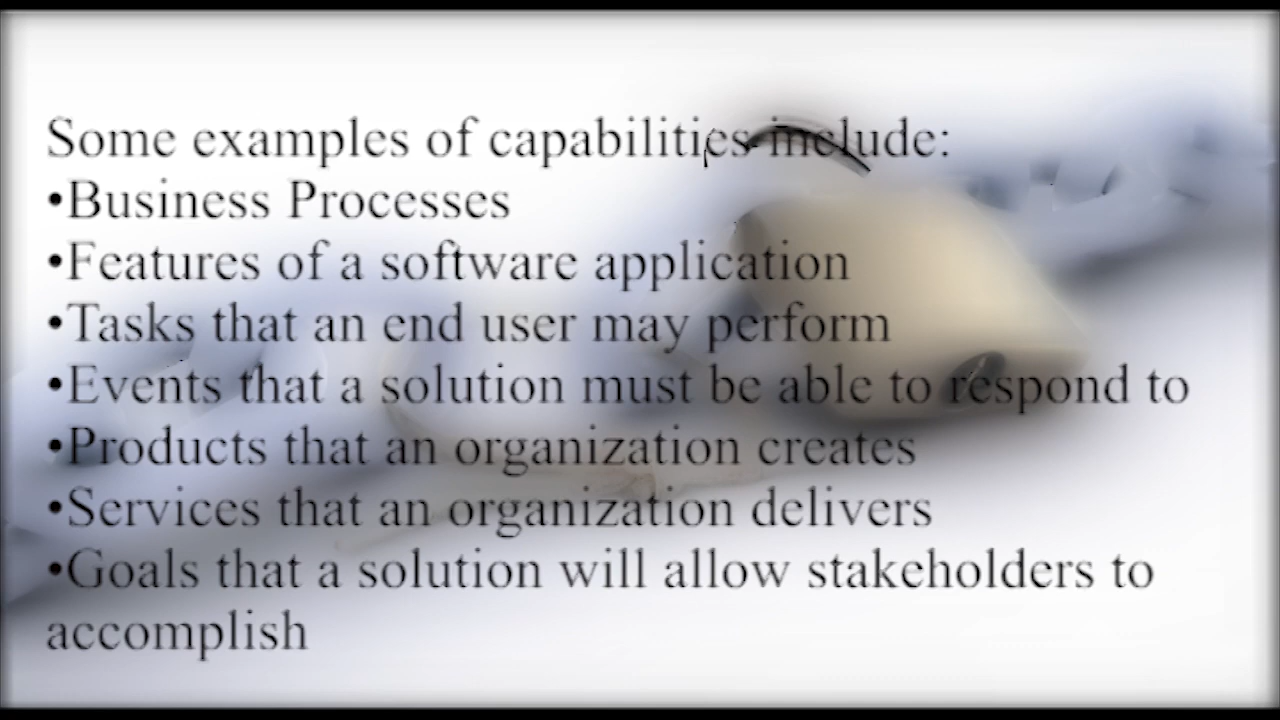 Some examples of capabilities include:
•Business Processes
•Features of a software application
•Tasks that an end user may perform
•Events that a solution must be able to respond to
•Products that an organization creates
•Services that an organization delivers
•Goals that a solution will allow stakeholders to
accomplish